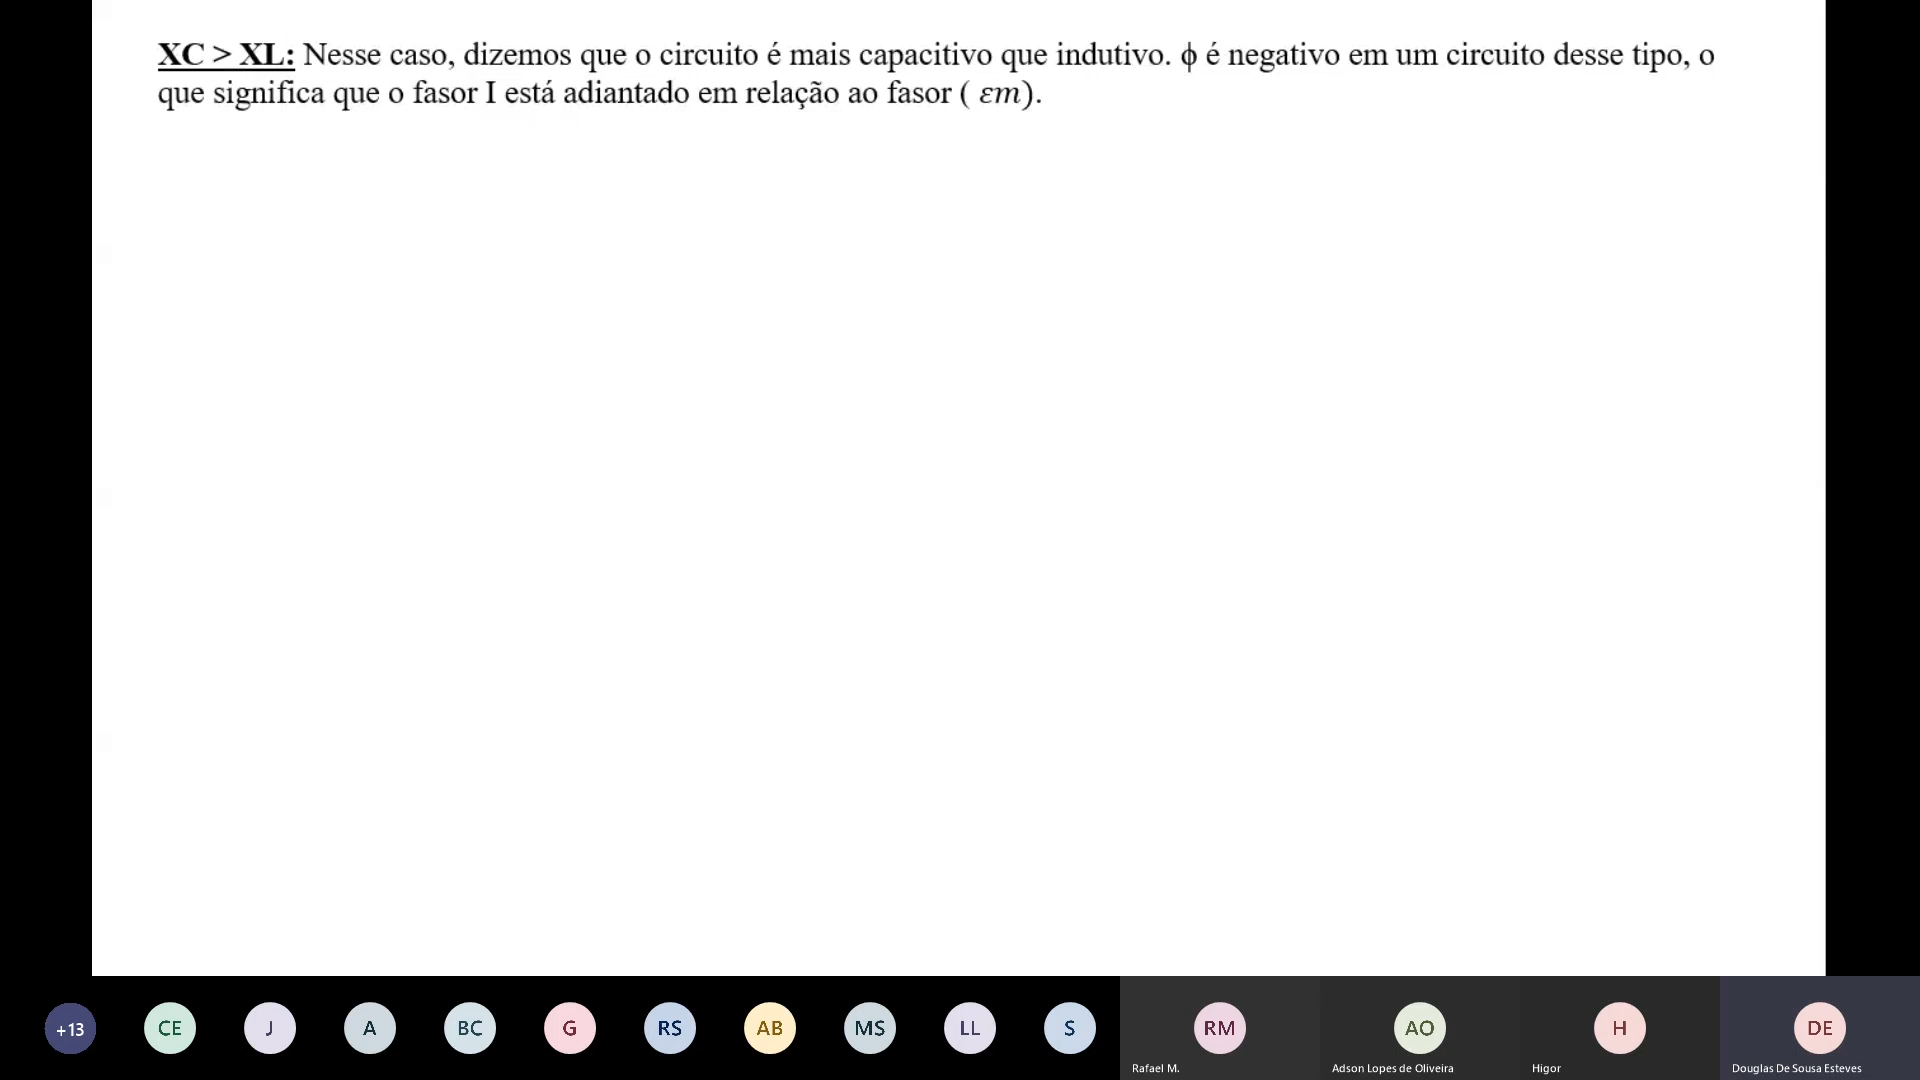 XC > XL: Nesse caso, dizemos que o circuito é mais capacitivo que indutivo. ϕ é negativo em um circuito desse tipo, o
que significa que o fasor I está adiantado em relação ao fasor ( εm).
+13 CE J A BC G RS AB MS LL S RM AO H DE
Rafael M. Adson Lopes de Oliveira Higor Douglas De Sousa Esteves